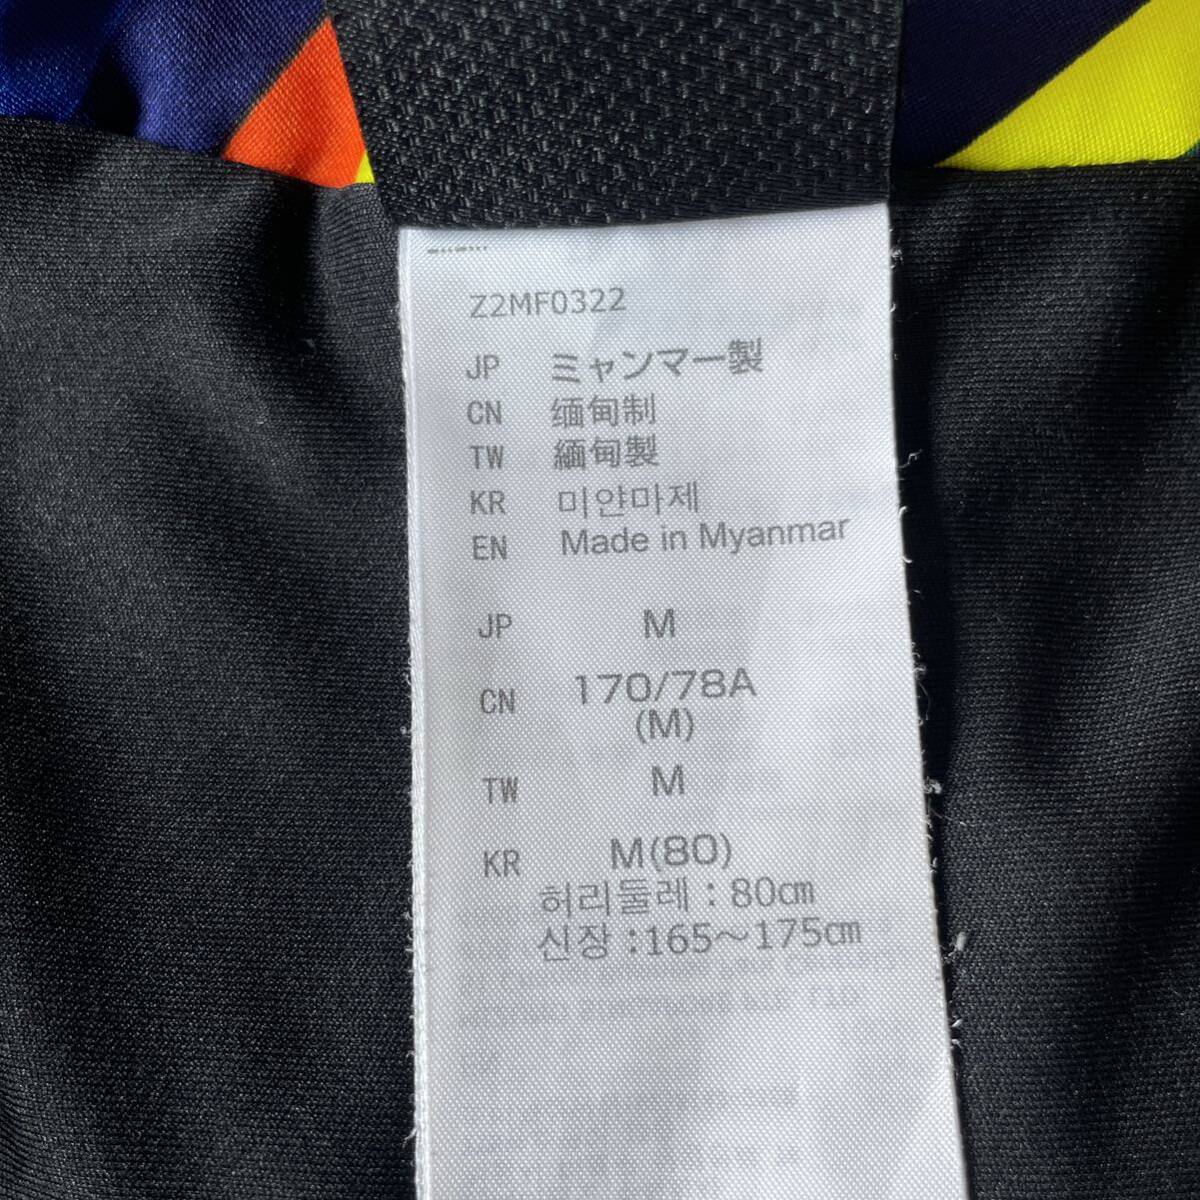 Z2MF0322
JP ミャンマー製
CN 缅甸制
TW 緬甸製
KR 미얀마제
EN Made in Myanmar
JP M
CN 170/78A
(M)
TW M
KR M(80)
허리둘레 : 80㎝
신장 :165～175㎝